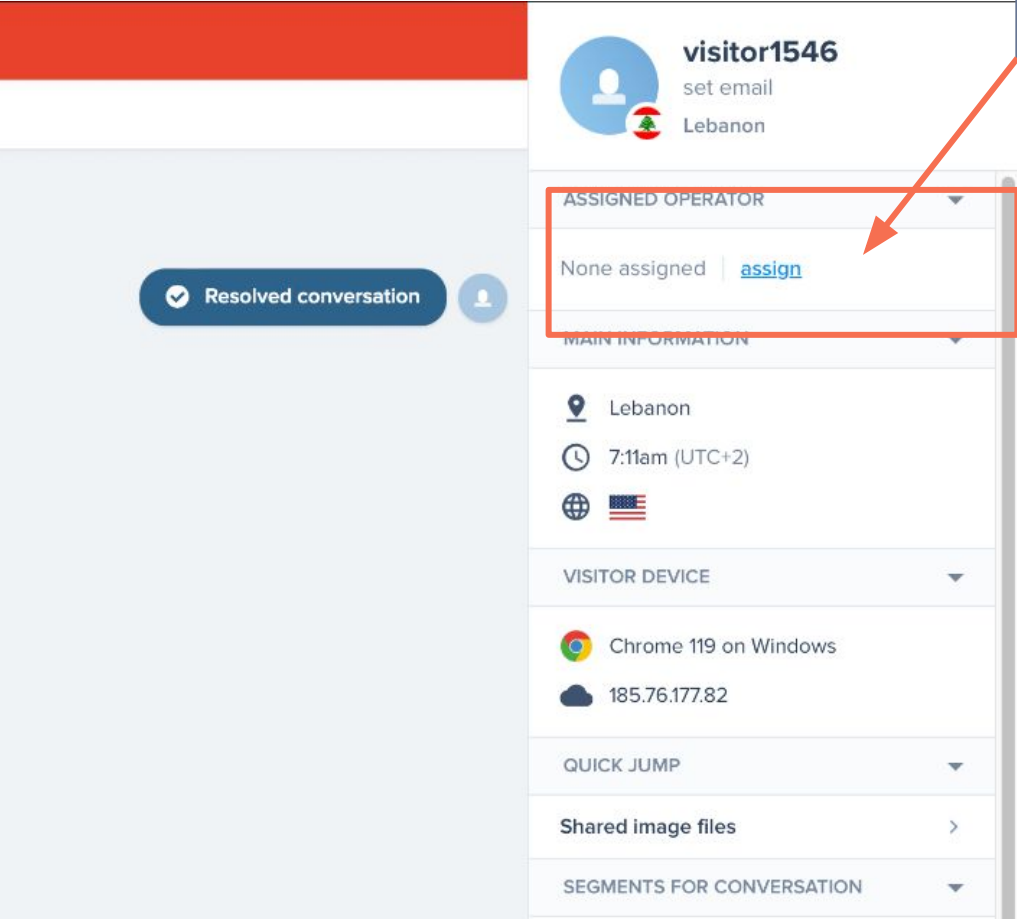 visitor1546
set email
Lebanon
ASSIGNED OPERATOR
None assigned assign
Resolved conversation
MAIN INFORMATION
Lebanon
7:11am (UTC+2)
VISITOR DEVICE
Chrome 119 on Windows
185.76.177.82
QUICK JUMP
Shared image files
SEGMENTS FOR CONVERSATION